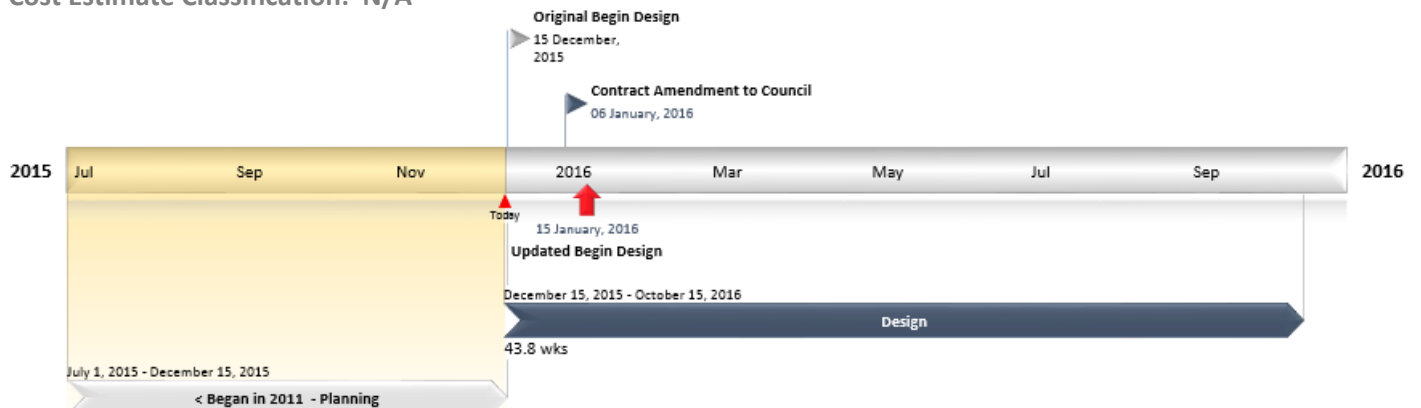 Cost Estimate Classification: N/A
Original Begin Design
15 December,
2015
Contract Amendment to Council
06 January, 2016
2015 Jul Sep Nov 2016 Mar May Jul Sep 2016
Today
15 January, 2016
Updated Begin Design
December 15, 2015 - October 15, 2016
Design
43.8 wks
July 1, 2015 - December 15, 2015
< Began in 2011 - Planning